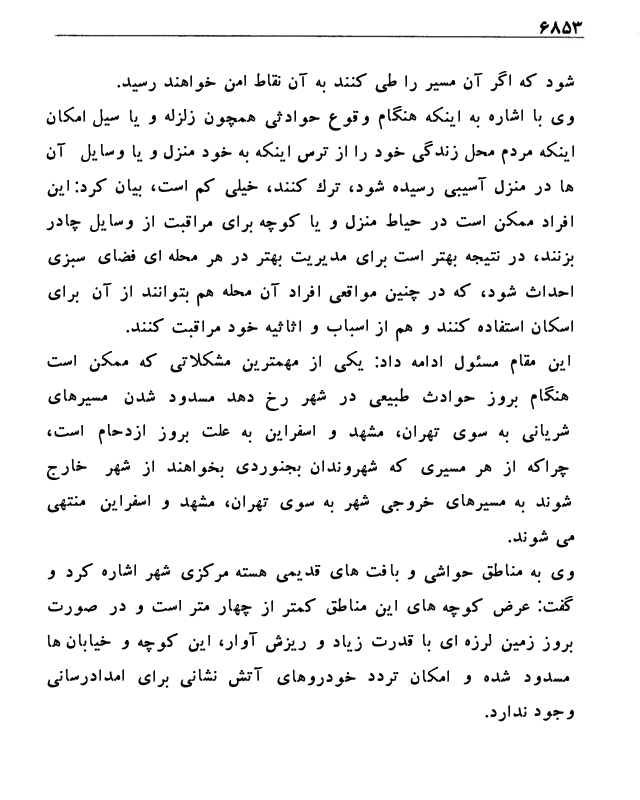 ۶۸۵۳
شود که اگر آن مسیر را طی کنند به آن نقاط امن خواهند رسید.
وی با اشاره به اینکه هنگام وقوع حوادثی همچون زلزله و یا سیل امکان
اینکه مردم محل زندگی خود را از ترس اینکه به خود منزل و یا وسایل آن
ها در منزل آسیبی رسیده شود، ترك کنند، خیلی کم است، بیان کرد: این
افراد ممکن است در حیاط منزل و یا کوچه برای مراقبت از وسایل چادر
بزنند، در نتیجه بهتر است برای مدیریت بهتر در هر محله ای فضای سبزی
احداث شود، که در چنین مواقعی افراد آن محله هم بتوانند از آن برای
اسکان استفاده کنند و هم از اسباب و اثاثیه خود مراقبت کنند.
این مقام مسئول ادامه داد: یکی از مهمترین مشکلاتی که ممکن است
هنگام بروز حوادث طبیعی در شهر رخ دهد مسدود شدن مسیرهای
شریانی به سوی تهران، مشهد و اسفراین به علت بروز ازدحام است،
چراکه از هر مسیری که شهروندان بجنوردی بخواهند از شهر خارج
شوند به مسیرهای خروجی شهر به سوی تهران، مشهد و اسفراین منتهی
می شوند.
وی به مناطق حواشی و بافت های قدیمی هسته مرکزی شهر اشاره کرد و
گفت: عرض کوچه های این مناطق کمتر از چهار متر است و در صورت
بروز زمین لرزه ای با قدرت زیاد و ریزش آوار، این کوچه و خیابان ها
مسدود شده و امکان تردد خودروهای آتش نشانی برای امدادرسانی
وجود ندارد.